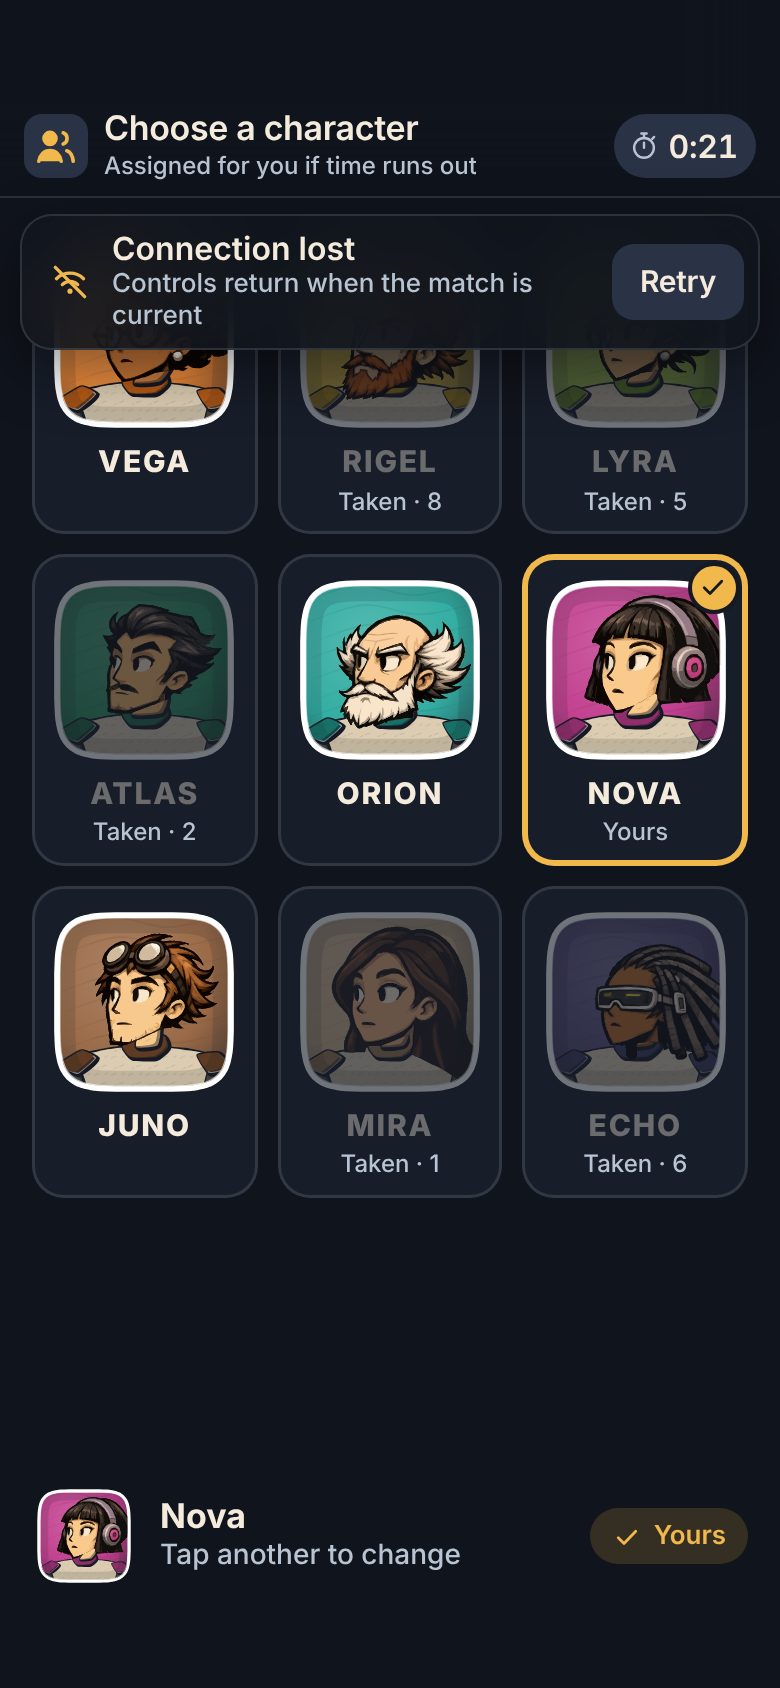 Choose a character
Assigned for you if time runs out
0:21
Connection lost
Controls return when the match is
current
Retry
VEGA
RIGEL
LYRA
Taken · 8
Taken · 5
ATLAS
ORION
NOVA
Taken · 2
Yours
JUNO
MIRA
ECHO
Taken · 1
Taken · 6
Nova
Tap another to change
Yours